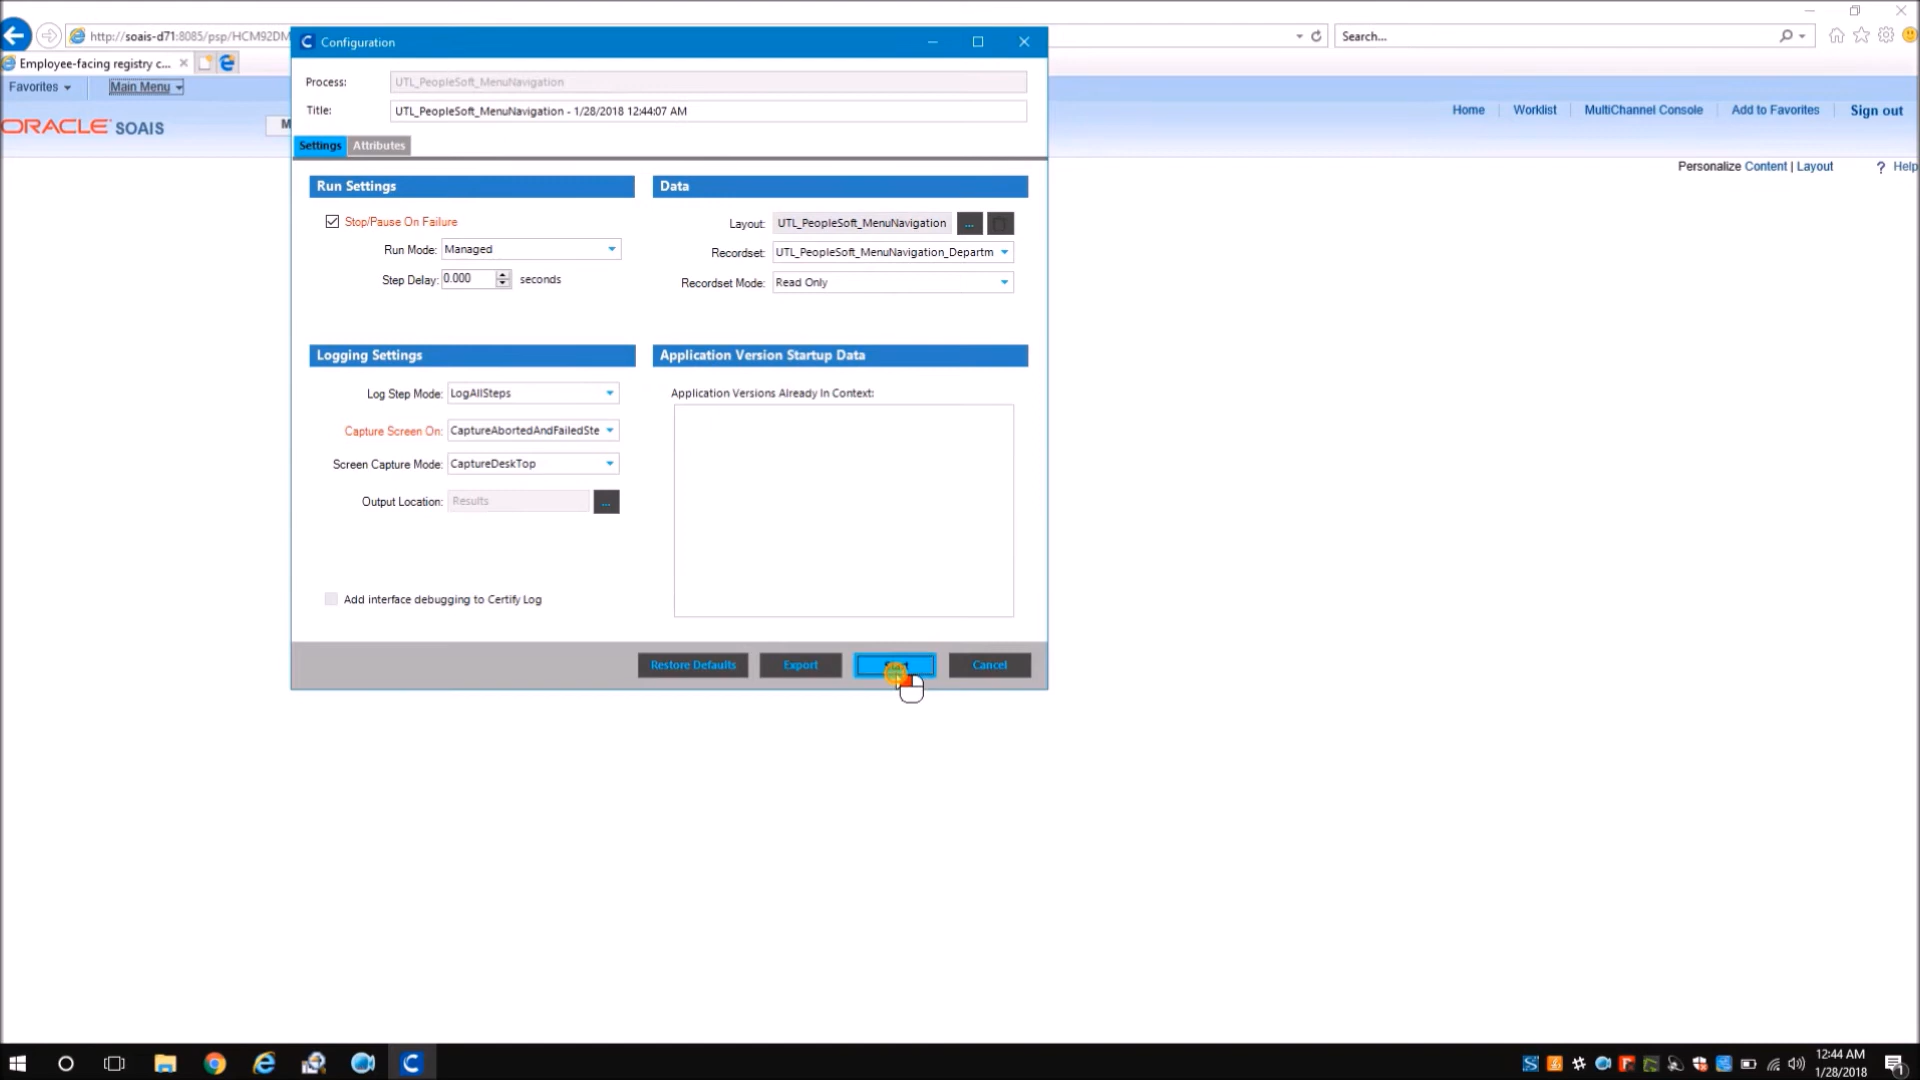 http://soais-d71:8085/psp/HCM92DM
Search...
Employee-facing registry c...
Favorites
Main Menu
ORACLE SOAIS
M
Home
Worklist
MultiChannel Console
Add to Favorites
Sign out
Personalize Content | Layout
? Help
C Configuration
Process: UTL_PeopleSoft_MenuNavigation
Title: UTL_PeopleSoft_MenuNavigation - 1/28/2018 12:44:07 AM
Settings Attributes
Run Settings
Stop/Pause On Failure
Run Mode: Managed
Step Delay: 0.000 seconds
Data
Layout: UTL_PeopleSoft_MenuNavigation ...
Recordset: UTL_PeopleSoft_MenuNavigation_Departm
Recordset Mode: Read Only
Logging Settings
Log Step Mode: LogAllSteps
Capture Screen On: CaptureAbortedAndFailedSte
Screen Capture Mode: CaptureDeskTop
Output Location: Results ...
Add interface debugging to Certify Log
Application Version Startup Data
Application Versions Already In Context:
Restore Defaults
Export
Cancel
12:44 AM
1/28/2018